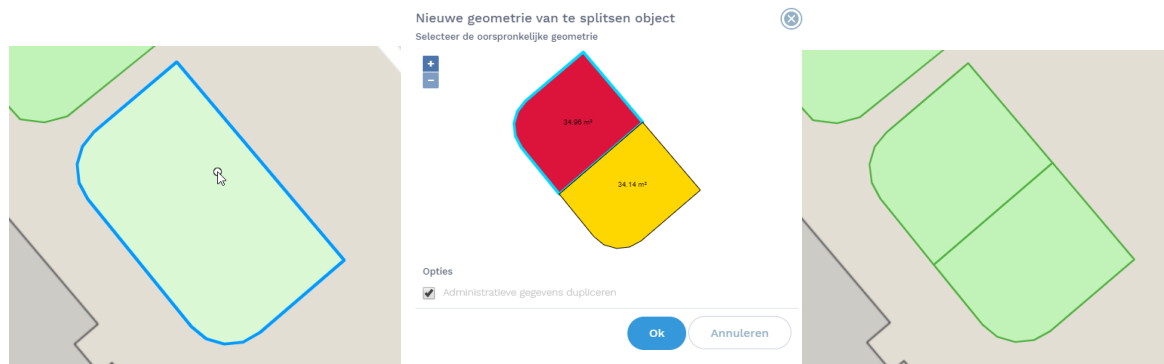 Nieuwe geometrie van te splitsen object
Selecteer de oorspronkelijke geometrie
+
−
34.95 m²
34.14 m²
Opties
Administratieve gegevens dupliceren
Ok
Annuleren